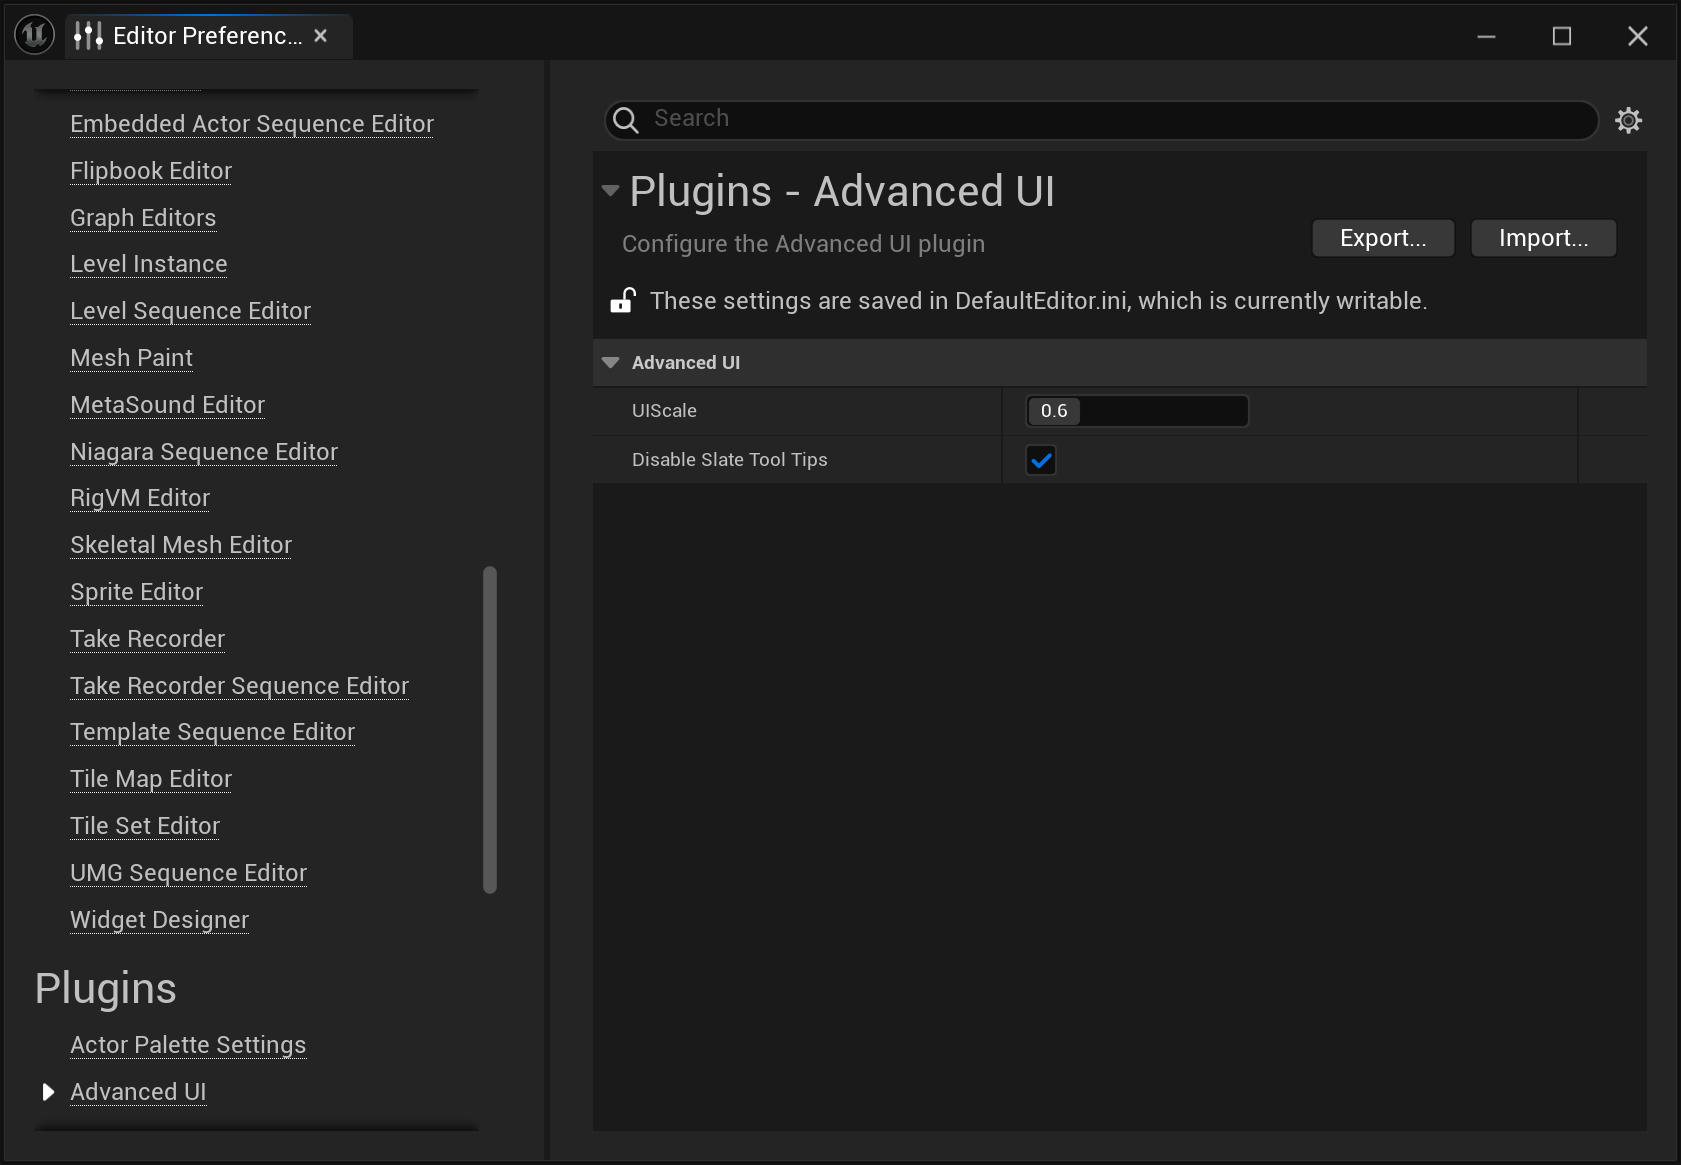 Editor Preferenc...
Embedded Actor Sequence Editor
Flipbook Editor
Graph Editors
Level Instance
Level Sequence Editor
Mesh Paint
MetaSound Editor
Niagara Sequence Editor
RigVM Editor
Skeletal Mesh Editor
Sprite Editor
Take Recorder
Take Recorder Sequence Editor
Template Sequence Editor
Tile Map Editor
Tile Set Editor
UMG Sequence Editor
Widget Designer
Plugins
Actor Palette Settings
Advanced UI
Search
Plugins - Advanced UI
Configure the Advanced UI plugin
Export...
Import...
These settings are saved in DefaultEditor.ini, which is currently writable.
Advanced UI
UIScale
0.6
Disable Slate Tool Tips